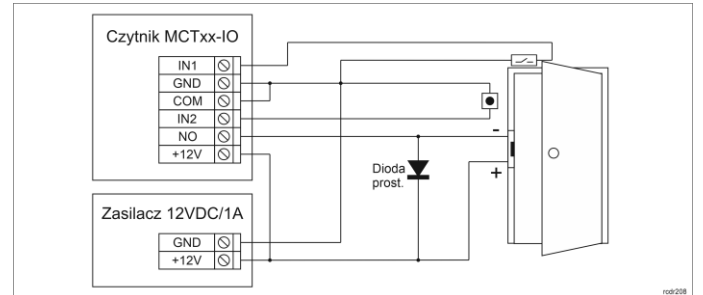 Czytnik MCTxx-IO
IN1
GND
COM
IN2
NO
+12V
-
+
Dioda
prost.
Zasilacz 12VDC/1A
GND
+12V
rcdr208